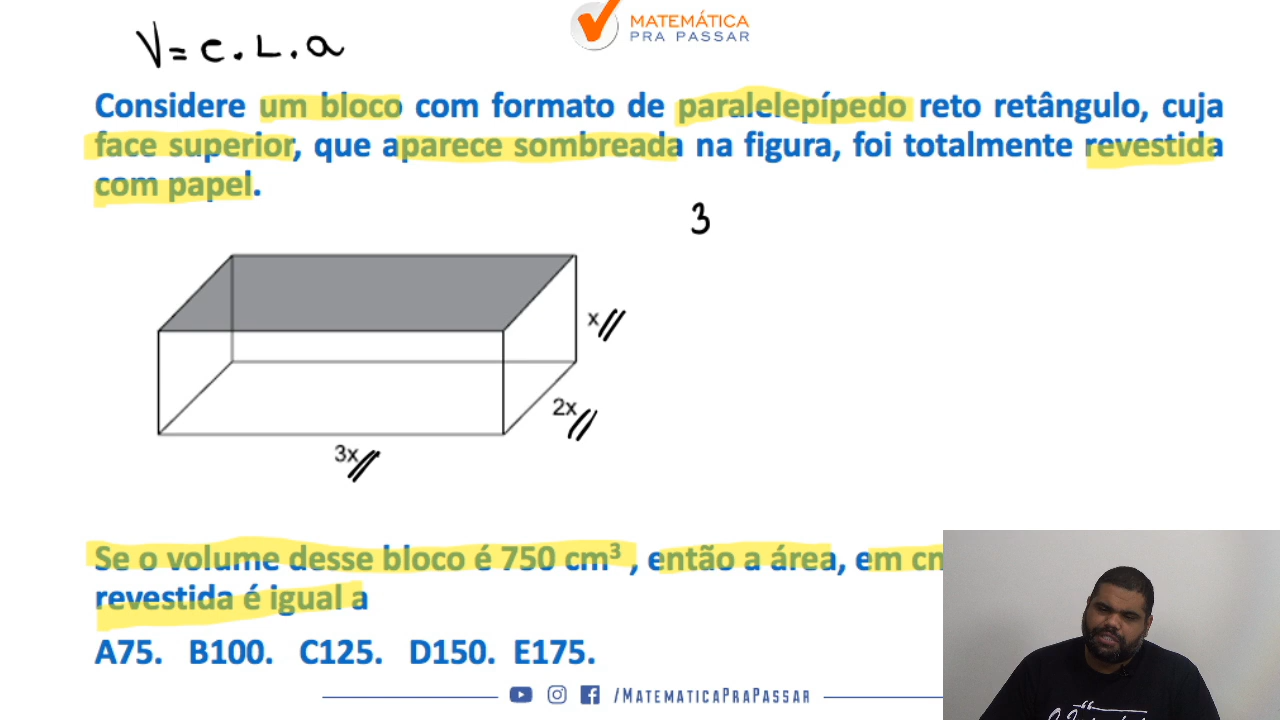 MATEMÁTICA
PRA PASSAR
V = c . L . a
Considere um bloco com formato de paralelepípedo reto retângulo, cuja
face superior, que aparece sombreada na figura, foi totalmente revestida
com papel.
3
x
2x
3x
Se o volume desse bloco é 750 cm³ , então a área, em
revestida é igual a
A75. B100. C125. D150. E175.
/MATEMATICAPRAPASSAR